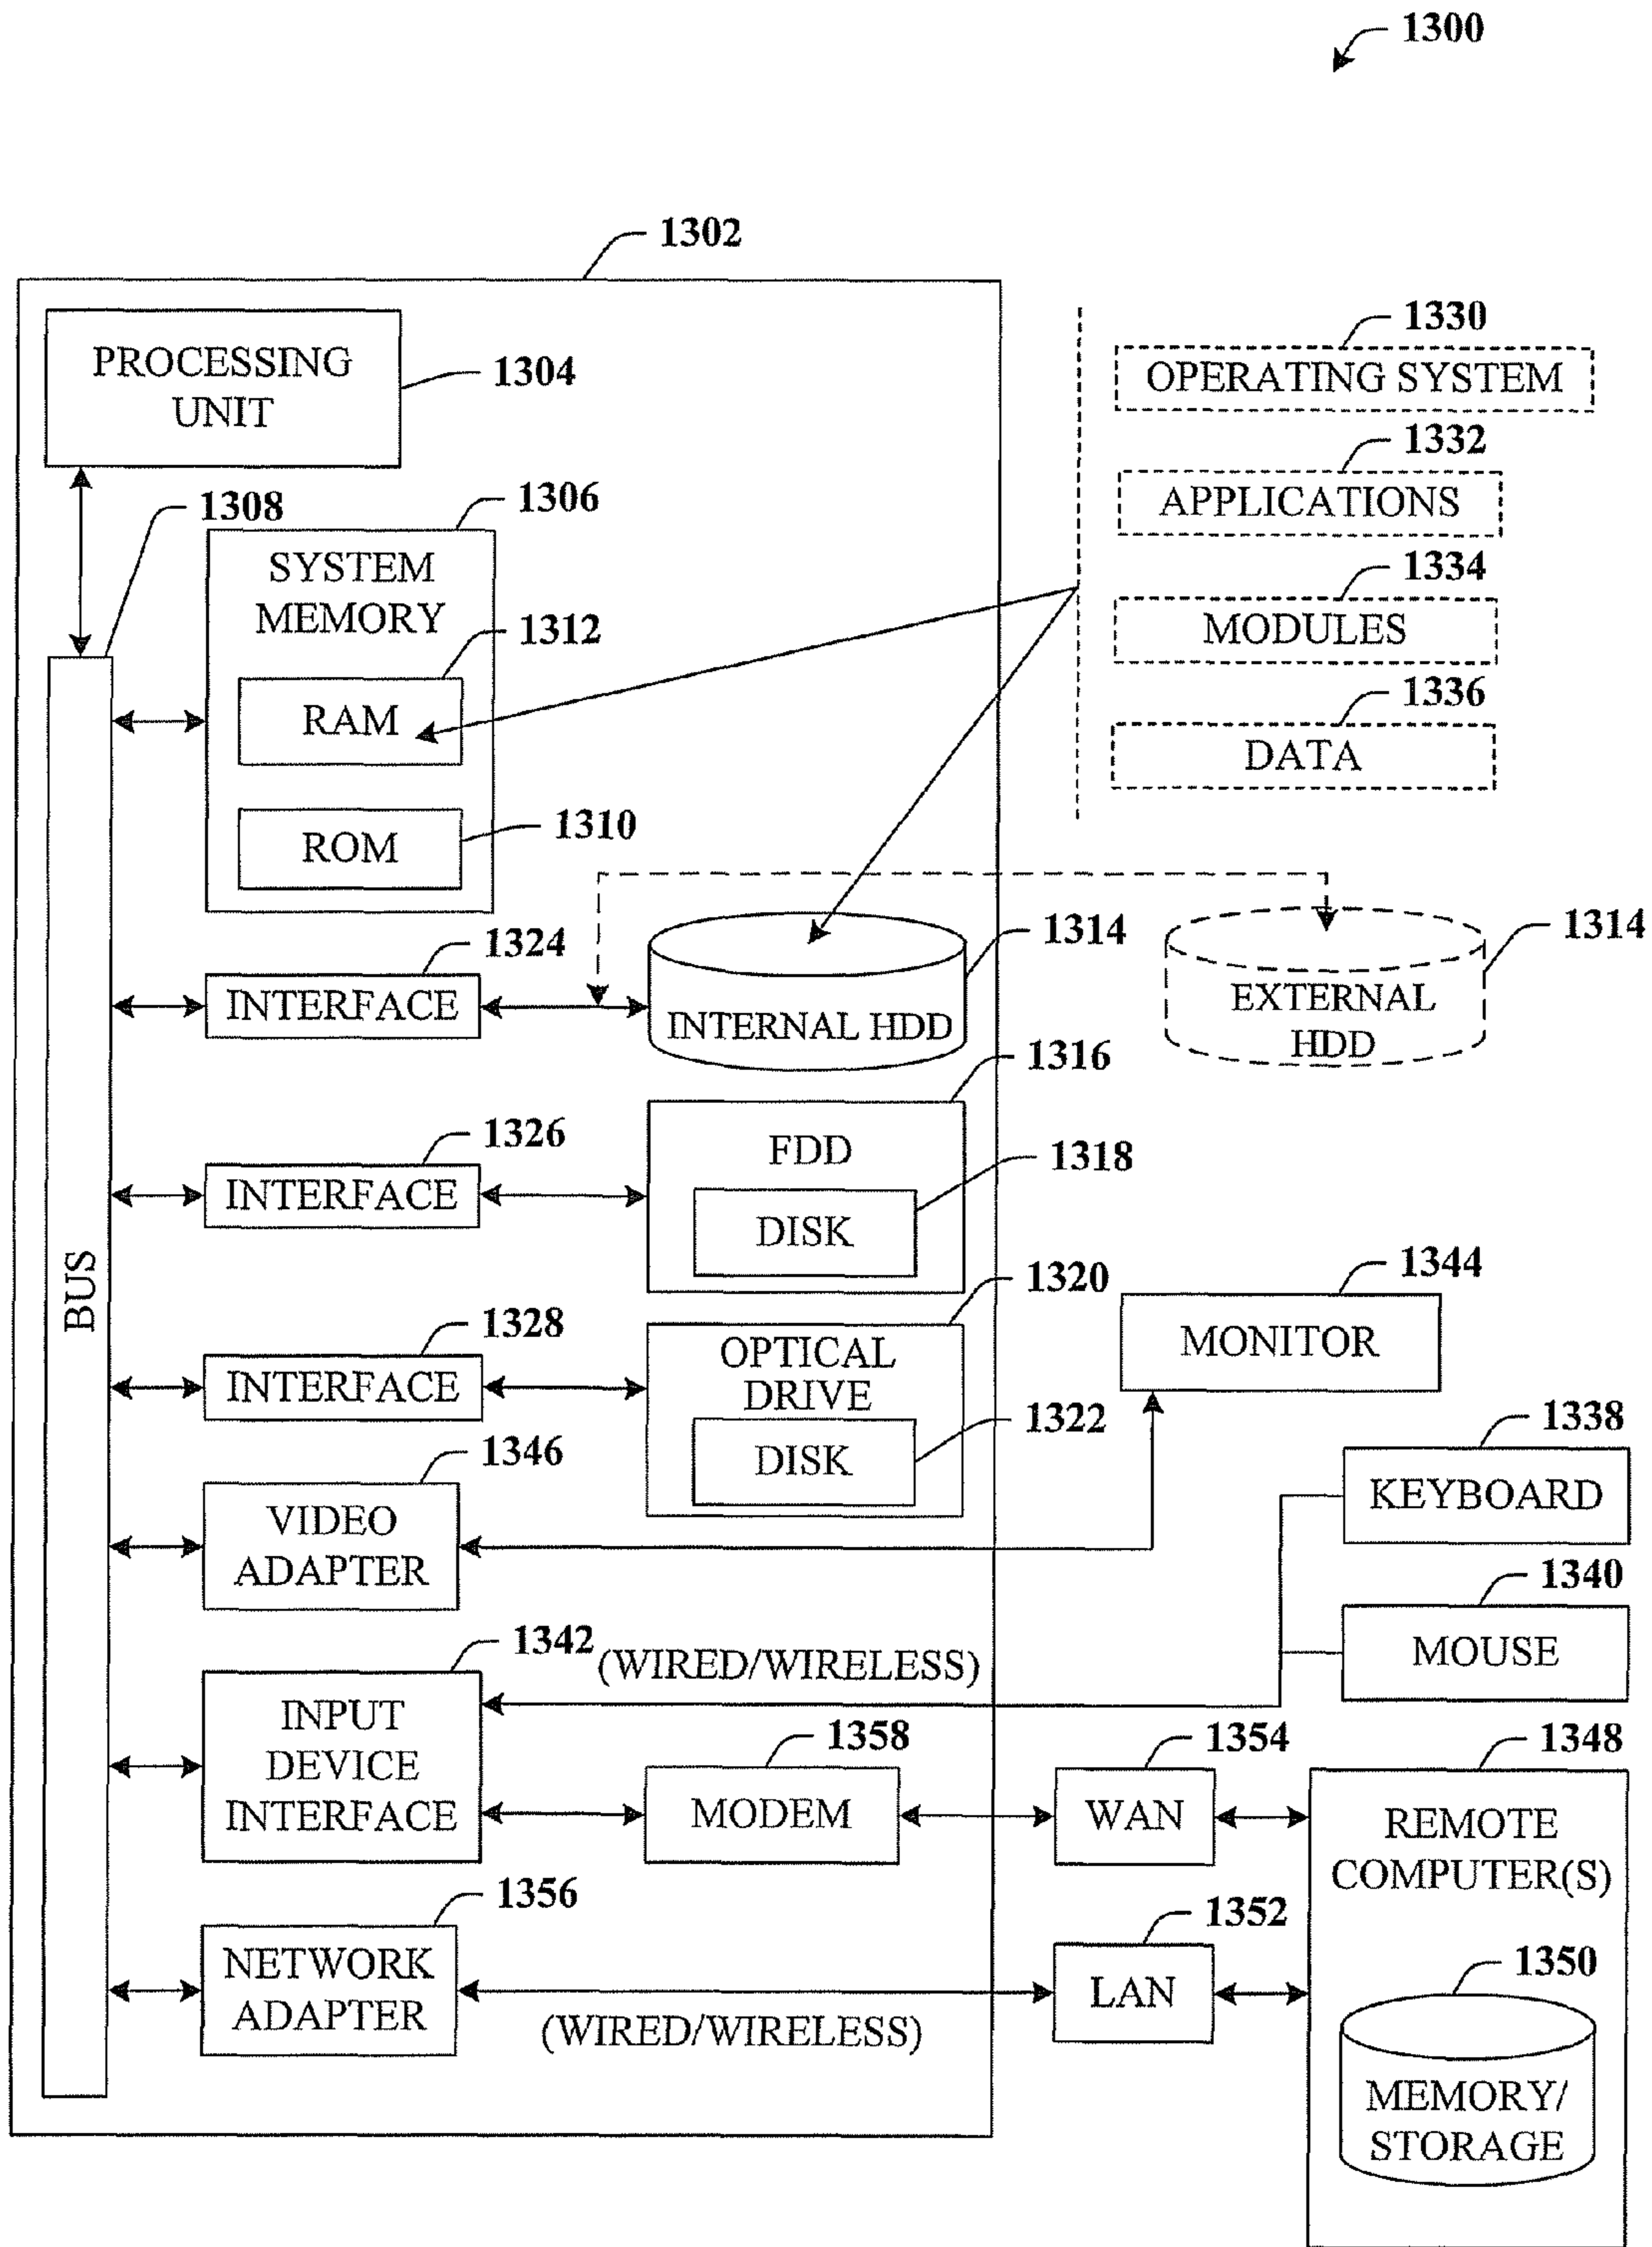 1300
1302
PROCESSING
UNIT
1304
1308
1306
SYSTEM
MEMORY
1312
RAM
1310
ROM
1330
OPERATING SYSTEM
1332
APPLICATIONS
1334
MODULES
1336
DATA
1324
INTERFACE
1314
INTERNAL HDD
1314
EXTERNAL
HDD
1316
1326
INTERFACE
FDD
1318
DISK
BUS
1320
1328
INTERFACE
OPTICAL
DRIVE
1322
DISK
1344
MONITOR
1346
VIDEO
ADAPTER
1338
KEYBOARD
1340
MOUSE
1342
(WIRED/WIRELESS)
INPUT
DEVICE
INTERFACE
1358
MODEM
1354
WAN
1348
REMOTE
COMPUTER(S)
1356
NETWORK
ADAPTER
(WIRED/WIRELESS)
1352
LAN
1350
MEMORY/
STORAGE